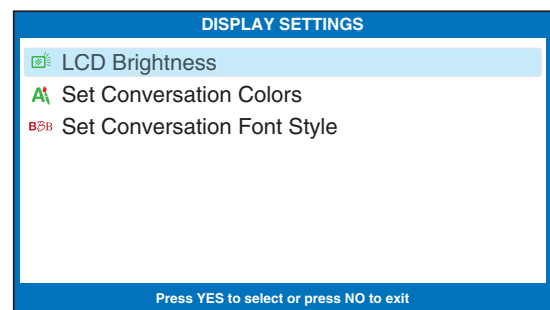 DISPLAY SETTINGS
LCD Brightness
A Set Conversation Colors
BBB Set Conversation Font Style
Press YES to select or press NO to exit